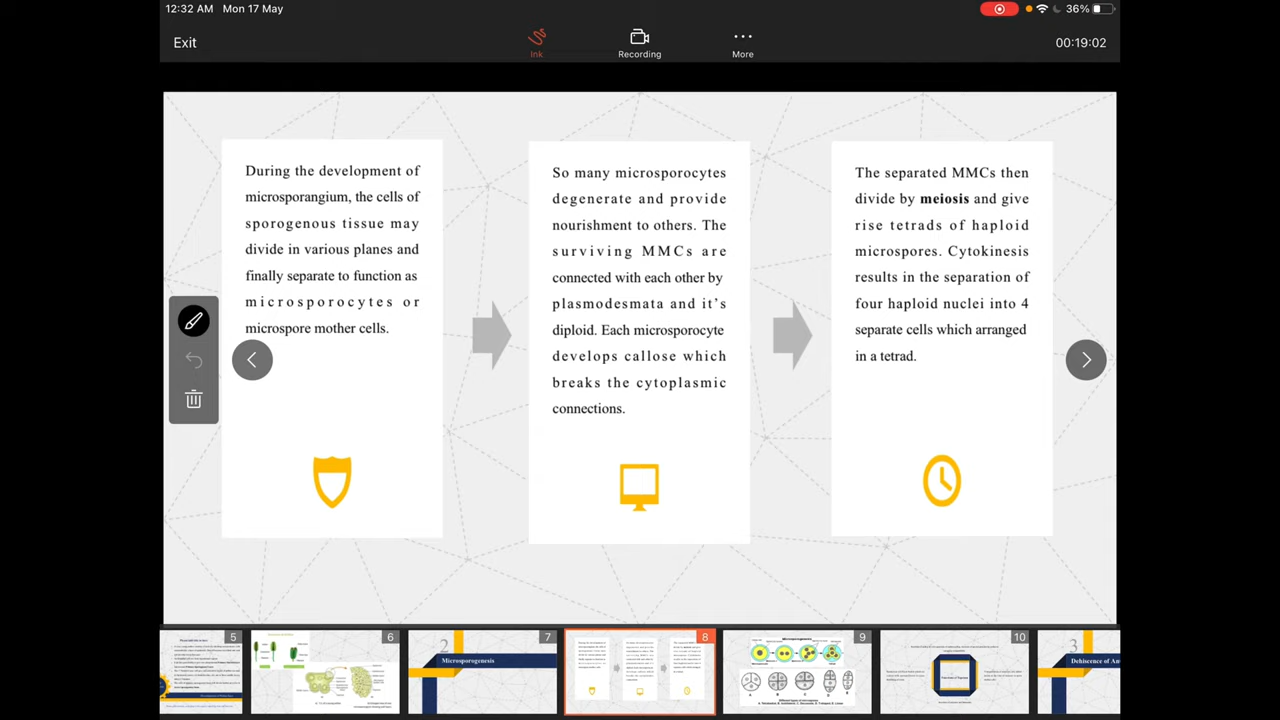 12:32 AM Mon 17 May
36%
Exit
Ink
Recording
More
00:19:02
During the development of
microsporangium, the cells of
sporogenous tissue may
divide in various planes and
finally separate to function as
microsporocytes or
microspore mother cells.
So many microsporocytes
degenerate and provide
nourishment to others. The
surviving MMCs are
connected with each other by
plasmodesmata and it's
diploid. Each microsporocyte
develops callose which
breaks the cytoplasmic
connections.
The separated MMCs then
divide by meiosis and give
rise tetrads of haploid
microspores. Cytokinesis
results in the separation of
four haploid nuclei into 4
separate cells which arranged
in a tetrad.
5
6
7
2
Microsporogenesis
8
9
Microsporogenesis
10
Dehiscence of An